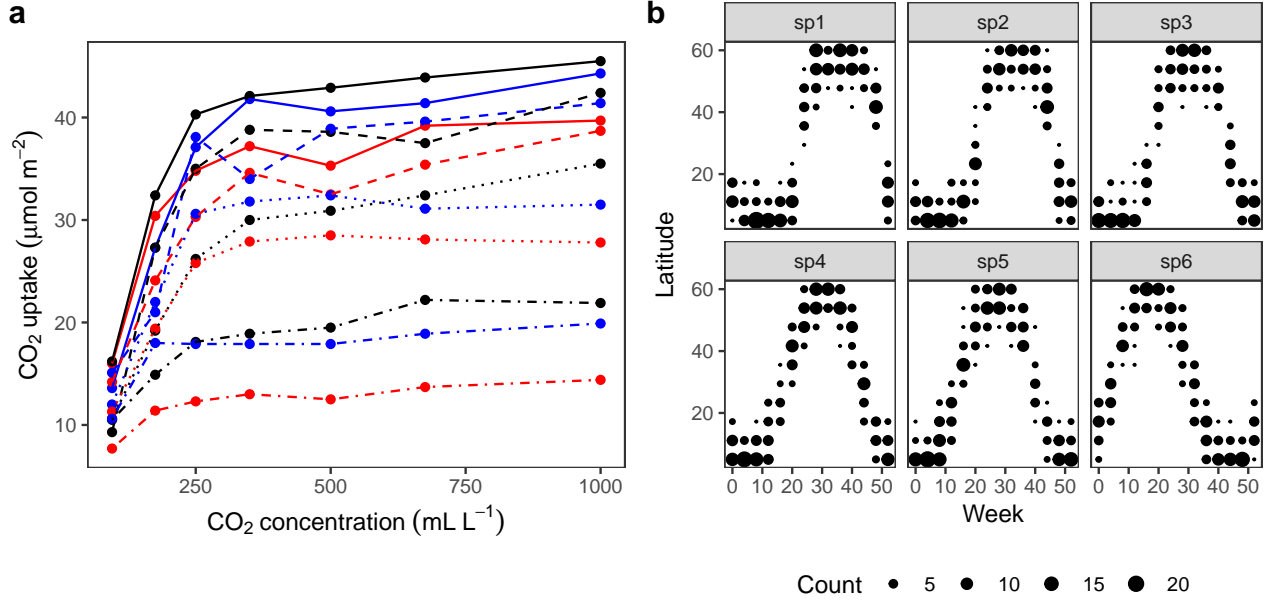 a
CO₂ uptake (µmol m⁻²)
40
30
20
10
250
500
750
1000
CO₂ concentration (mL L⁻¹)
b
sp1
sp2
sp3
60
40
20
Latitude
sp4
sp5
sp6
60
40
20
0 10 20 30 40 50
0 10 20 30 40 50
0 10 20 30 40 50
Week
Count 5 10 15 20